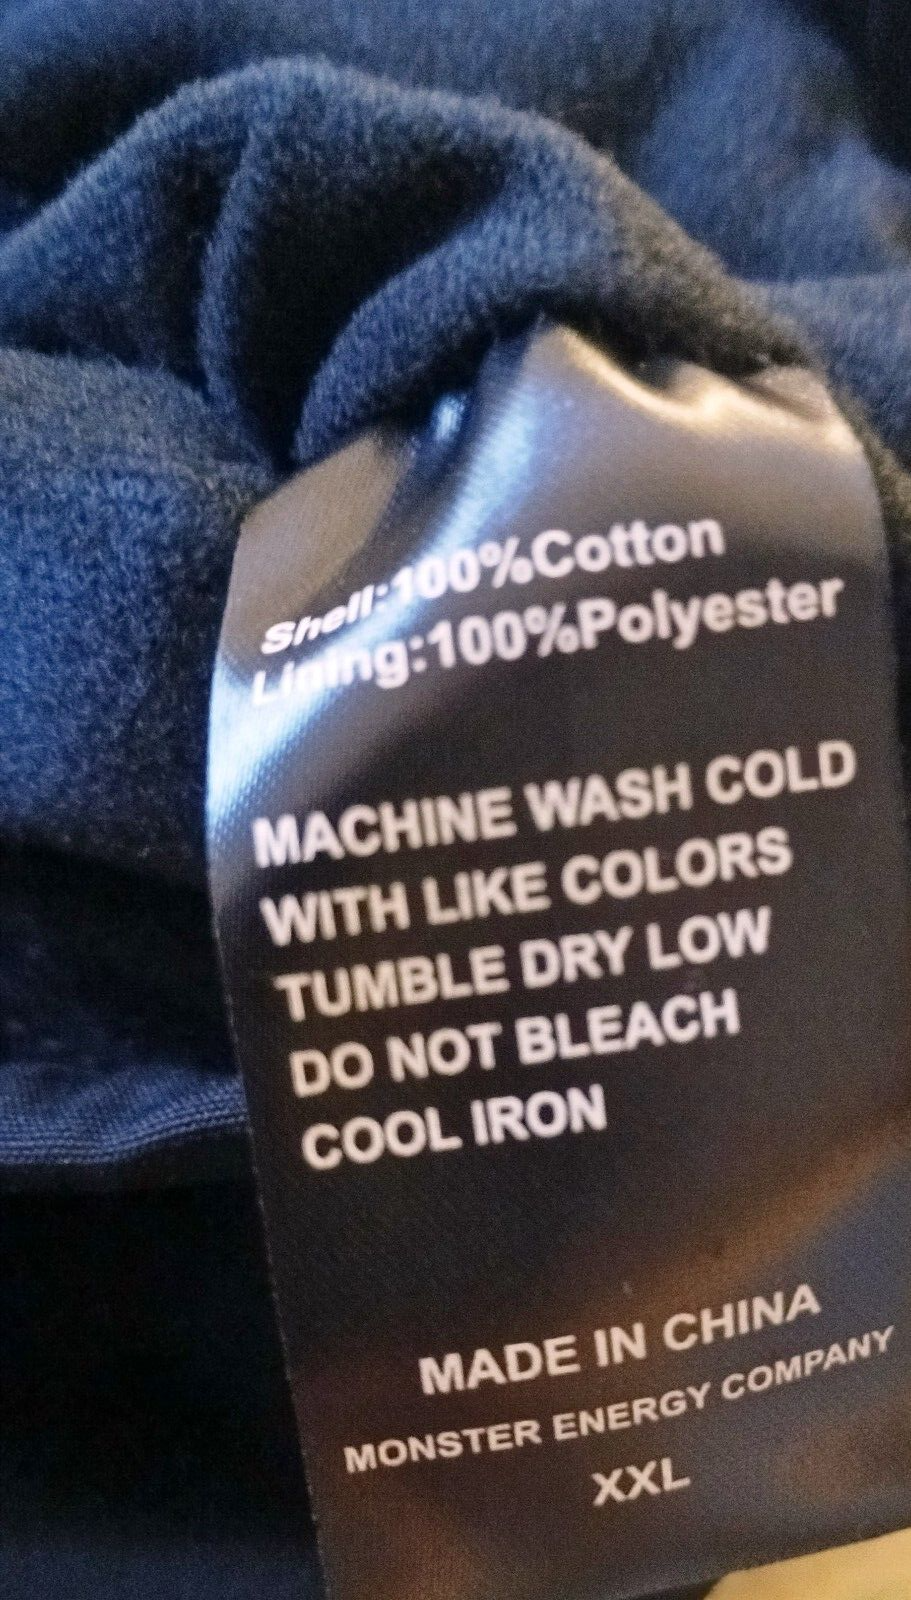 Shell:100%Cotton
Lining:100%Polyester
MACHINE WASH COLD
WITH LIKE COLORS
TUMBLE DRY LOW
DO NOT BLEACH
COOL IRON
MADE IN CHINA
MONSTER ENERGY COMPANY
XXL